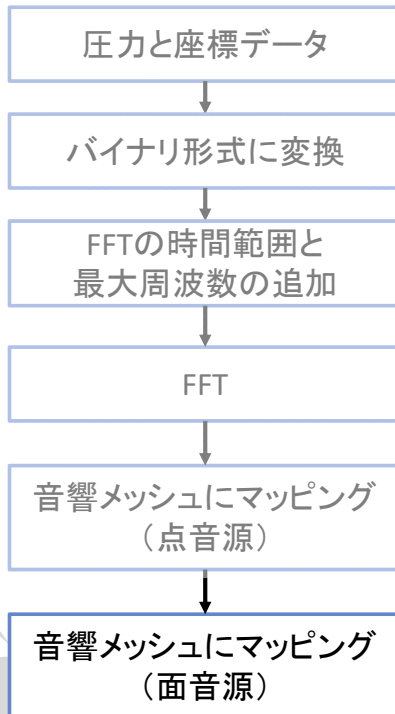 圧力と座標データ
バイナリ形式に変換
FFTの時間範囲と
最大周波数の追加
FFT
音響メッシュにマッピング
（点音源）
音響メッシュにマッピング
（面音源）